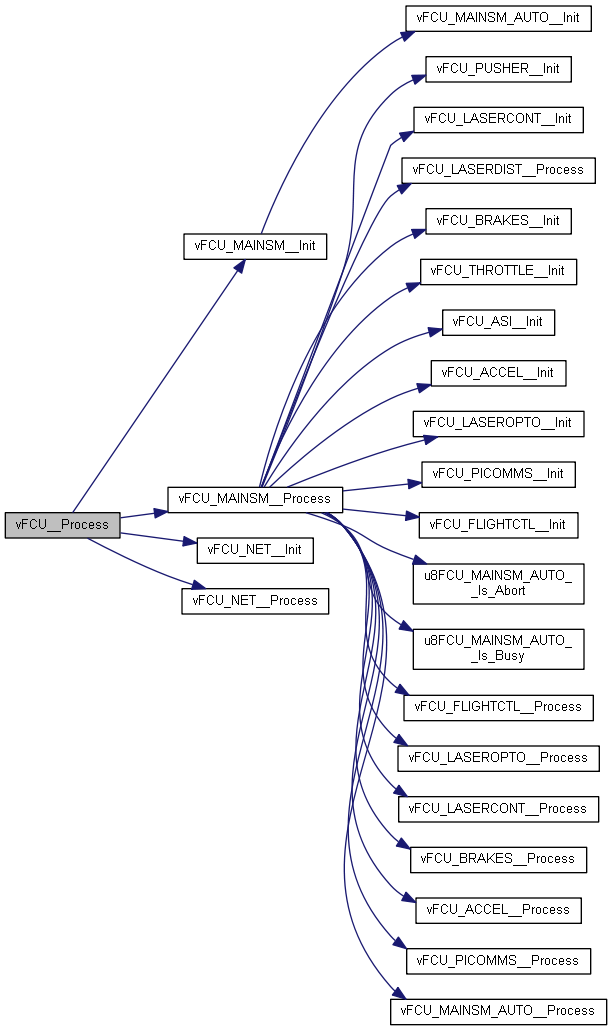 vFCU_MAINSM_AUTO__Init
vFCU_PUSHER__Init
vFCU_LASERCONT__Init
vFCU_LASERDIST__Process
vFCU_BRAKES__Init
vFCU_MAINSM__Init
vFCU_THROTTLE__Init
vFCU_ASI__Init
vFCU_ACCEL__Init
vFCU_LASEROPTO__Init
vFCU_PICOMMS__Init
vFCU_MAINSM__Process
vFCU__Process
vFCU_FLIGHTCTL__Init
vFCU_NET__Init
u8FCU_MAINSM_AUTO_
_Is_Abort
vFCU_NET__Process
u8FCU_MAINSM_AUTO_
_Is_Busy
vFCU_FLIGHTCTL__Process
vFCU_LASEROPTO__Process
vFCU_LASERCONT__Process
vFCU_BRAKES__Process
vFCU_ACCEL__Process
vFCU_PICOMMS__Process
vFCU_MAINSM_AUTO__Process